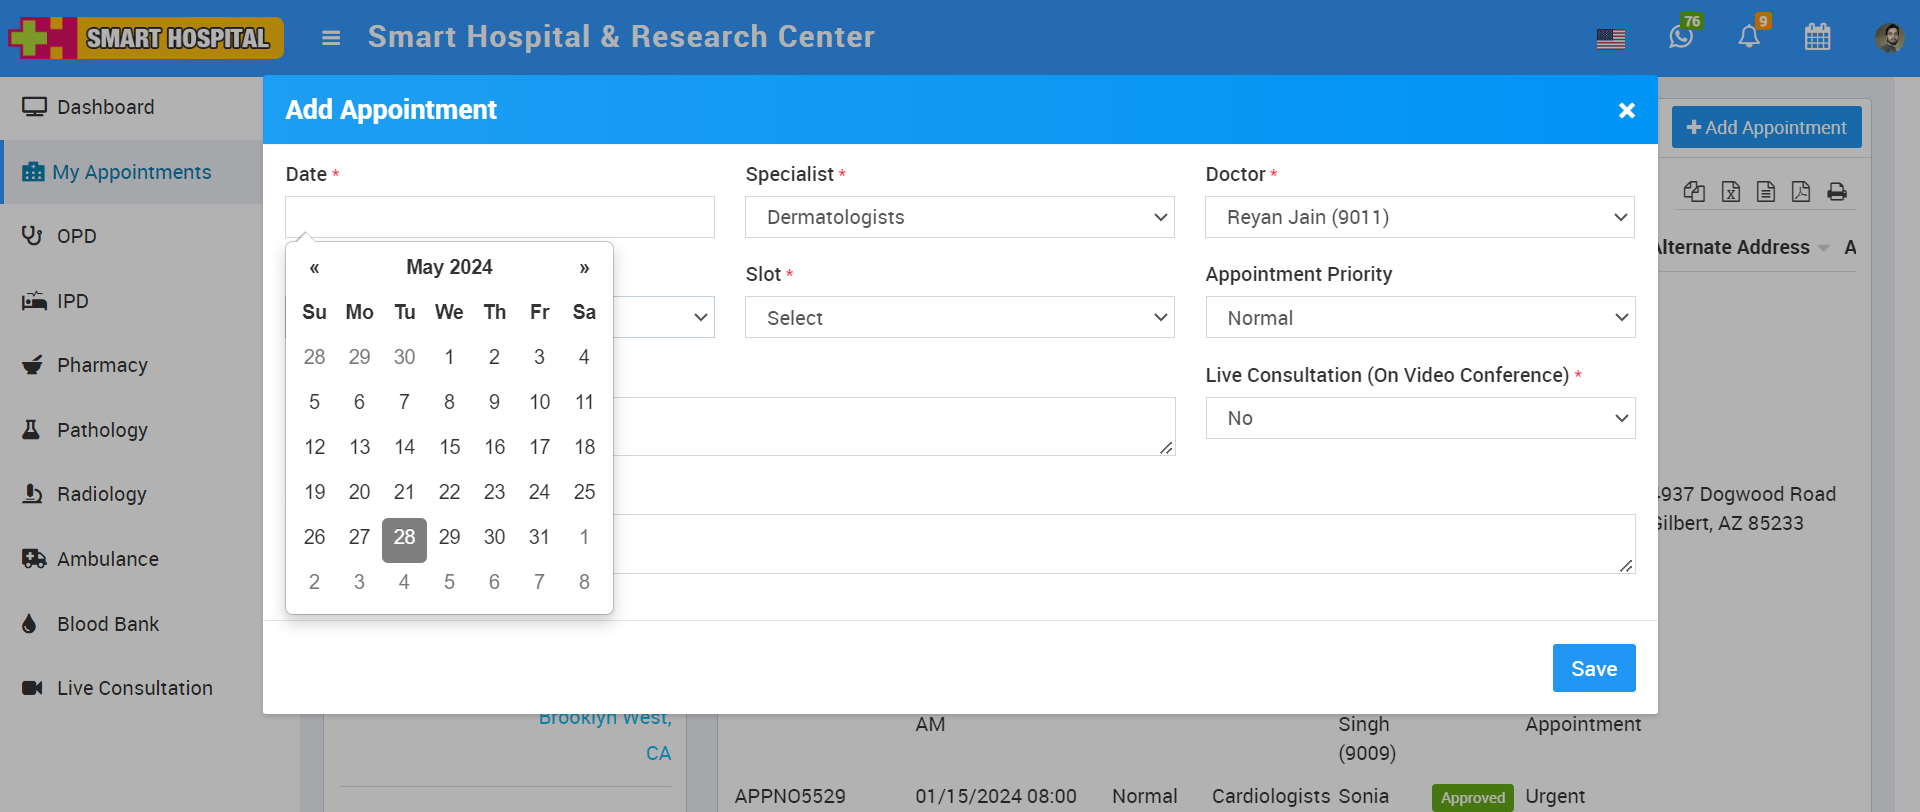 SMART HOSPITAL
Smart Hospital & Research Center
76
9
Dashboard
My Appointments
OPD
IPD
Pharmacy
Pathology
Radiology
Ambulance
Blood Bank
Live Consultation
Add Appointment
Add Appointment
Date *
Specialist *
Doctor *
Dermatologists
Reyan Jain (9011)
« May 2024 »
Su Mo Tu We Th Fr Sa
28 29 30 1 2 3 4
5 6 7 8 9 10 11
12 13 14 15 16 17 18
19 20 21 22 23 24 25
26 27 28 29 30 31 1
2 3 4 5 6 7 8
Slot *
Appointment Priority
Select
Normal
Live Consultation (On Video Conference) *
No
Save
Alternate Address A
4937 Dogwood Road
Gilbert, AZ 85233
Brooklyn West,
CA
AM Singh Appointment
(9009)
APPNO5529 01/15/2024 08:00 Normal Cardiologists Sonia Approved Urgent